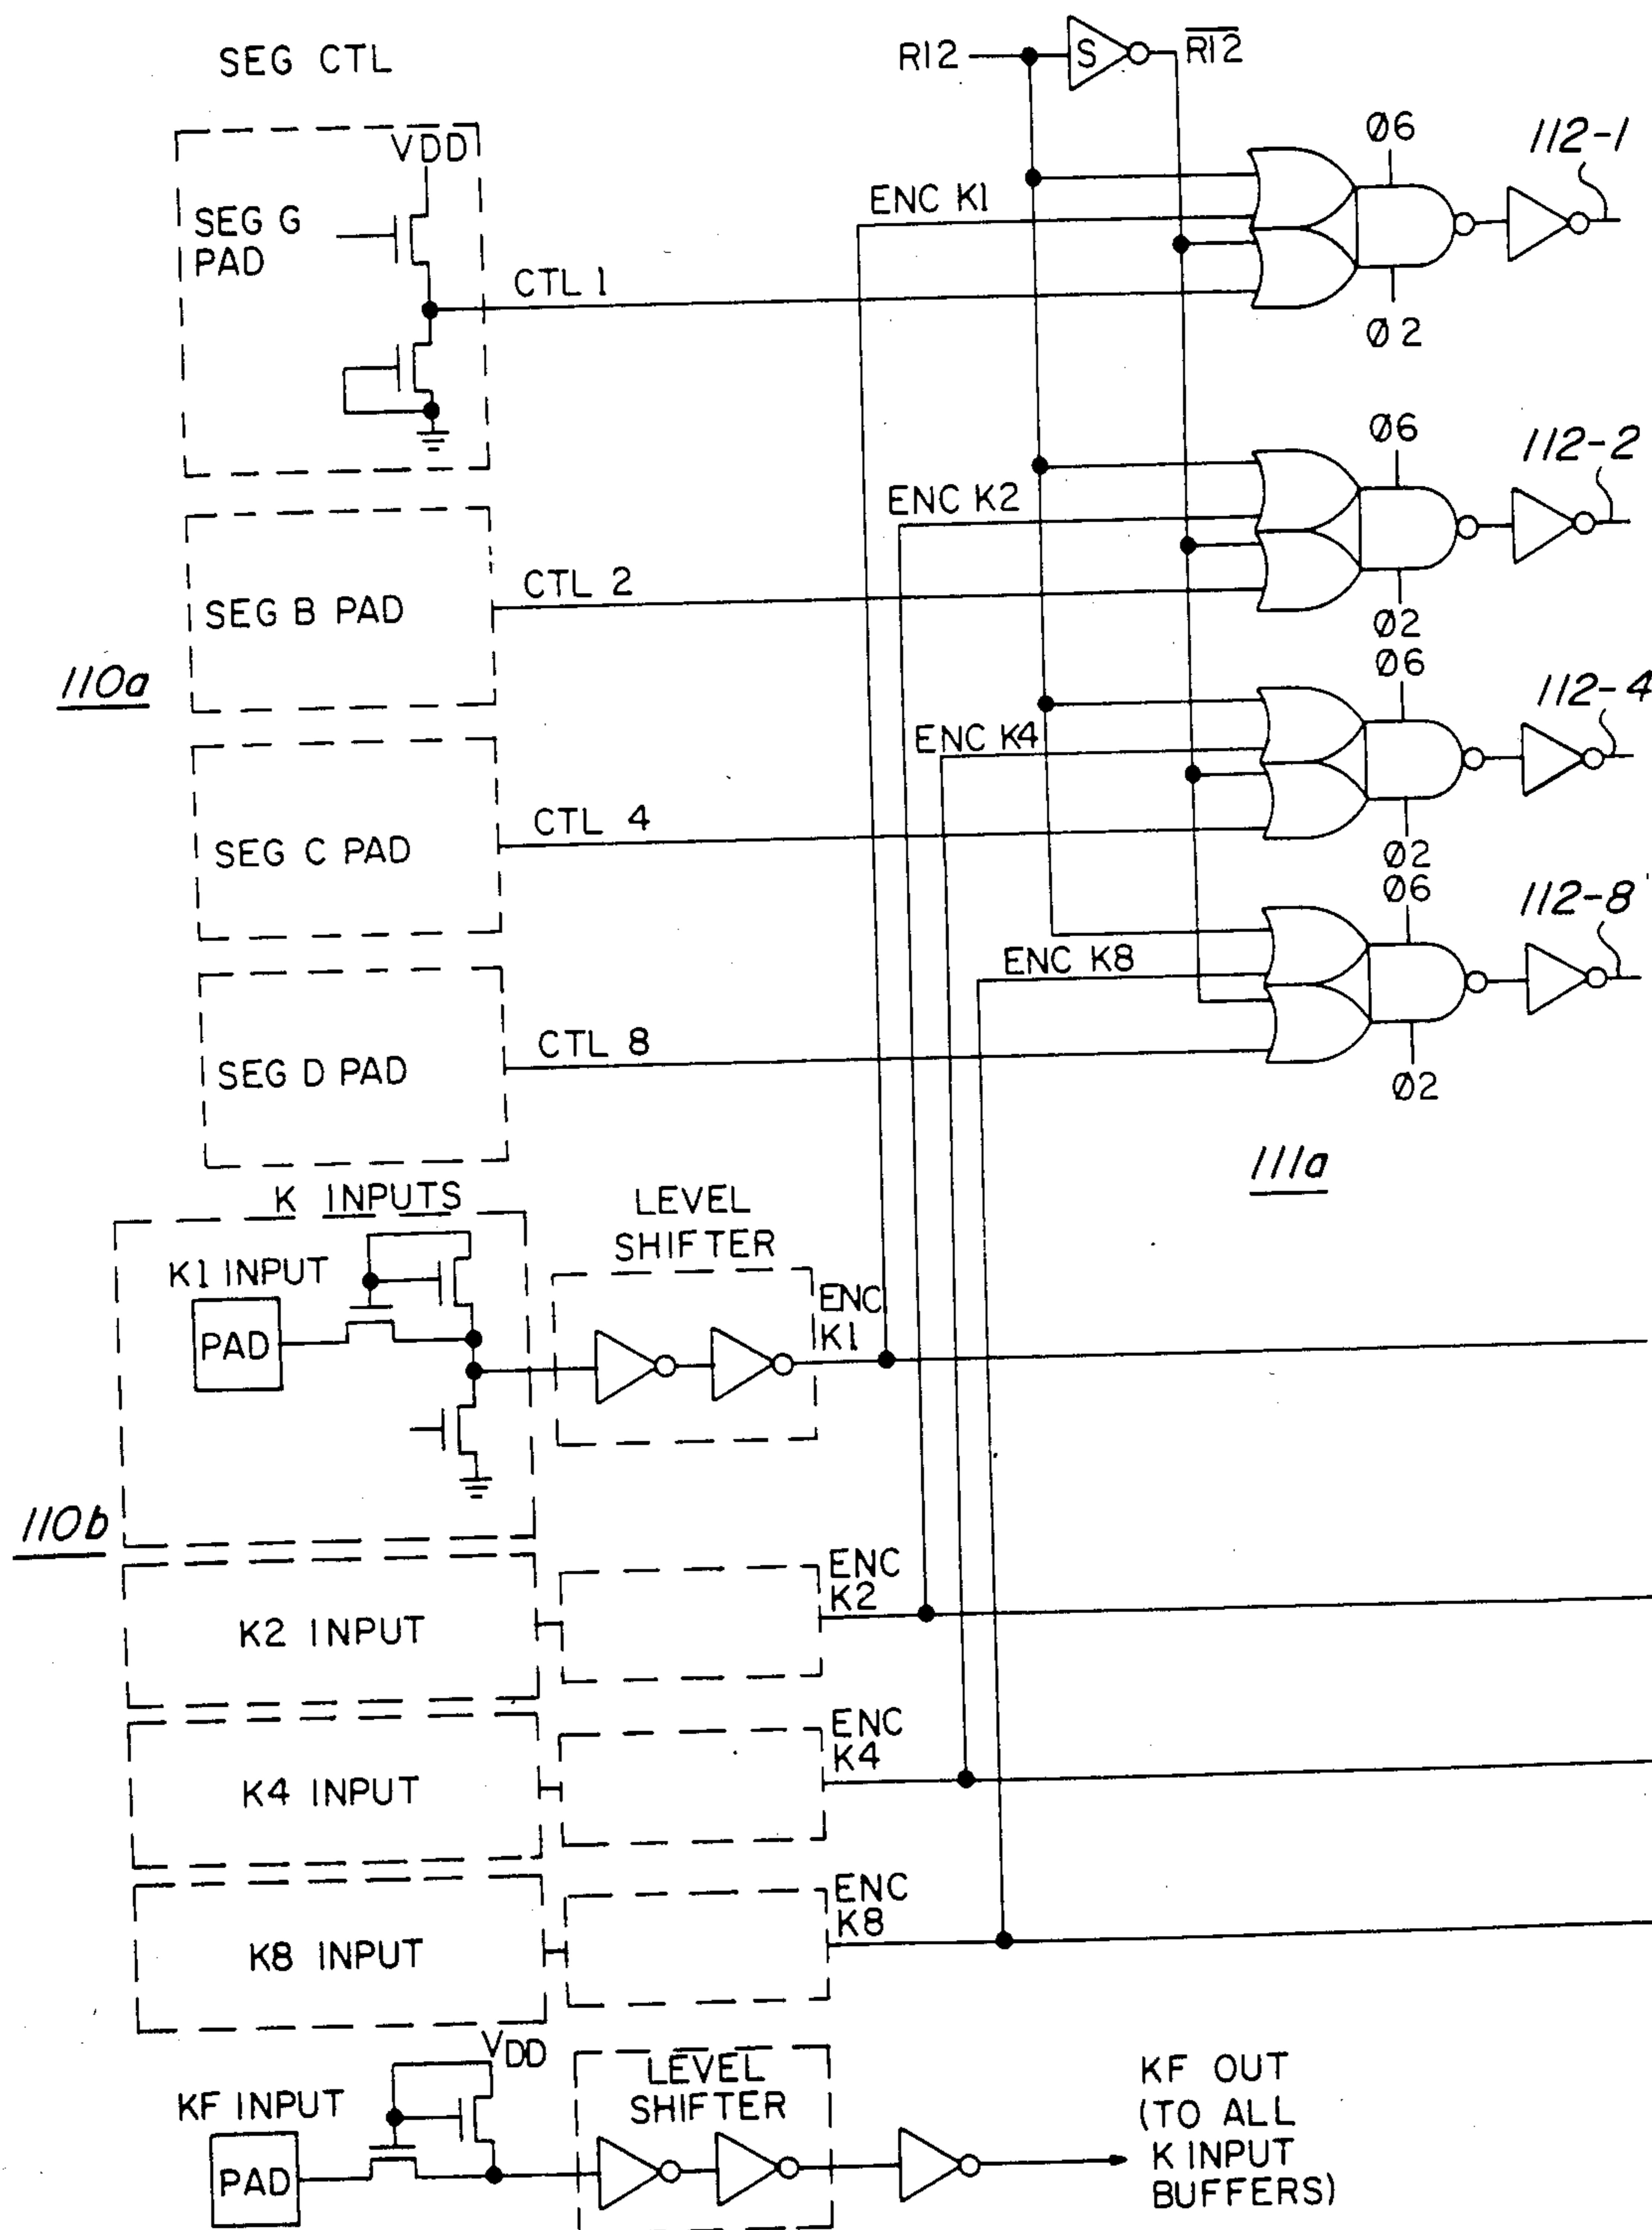 SEG CTL
R12
S
R12
VDD
SEG G
PAD
CTL 1
ENC K1
Ø6
Ø2
112-1
SEG B PAD
CTL 2
ENC K2
Ø6
Ø2
112-2
110a
SEG C PAD
CTL 4
ENC K4
Ø6
Ø2
112-4
SEG D PAD
CTL 8
ENC K8
Ø6
Ø2
112-8
111a
K INPUTS
LEVEL
SHIFTER
K1 INPUT
PAD
ENC
K1
110b
K2 INPUT
ENC
K2
K4 INPUT
ENC
K4
K8 INPUT
ENC
K8
VDD
KF INPUT
PAD
LEVEL
SHIFTER
KF OUT
(TO ALL
K INPUT
BUFFERS)